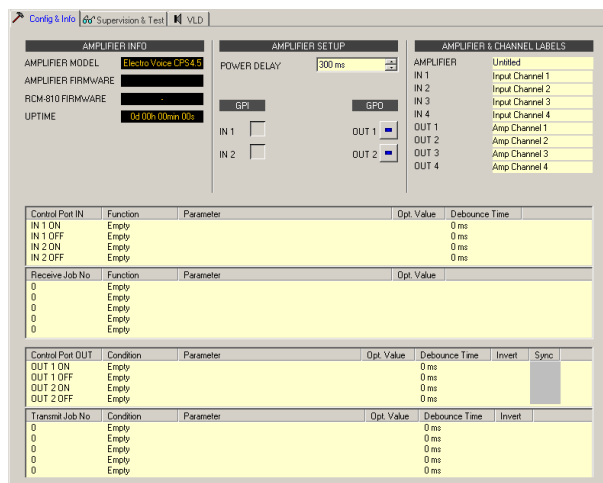 Config & Info Supervision & Test VLD
AMPLIFIER INFO
AMPLIFIER MODEL Electro Voice CPS4.5
AMPLIFIER FIRMWARE
RCM-810 FIRMWARE -
UPTIME 0d 00h 00min 00s
AMPLIFIER SETUP
POWER DELAY 300 ms
GPI GPO
IN 1 OUT 1
IN 2 OUT 2
AMPLIFIER & CHANNEL LABELS
AMPLIFIER Untitled
IN 1 Input Channel 1
IN 2 Input Channel 2
IN 3 Input Channel 3
IN 4 Input Channel 4
OUT 1 Amp Channel 1
OUT 2 Amp Channel 2
OUT 3 Amp Channel 3
OUT 4 Amp Channel 4
Control Port IN Function Parameter Opt. Value Debounce Time
IN 1 ON Empty 0 ms
IN 1 OFF Empty 0 ms
IN 2 ON Empty 0 ms
IN 2 OFF Empty 0 ms
Receive Job No Function Parameter Opt. Value
0 Empty
0 Empty
0 Empty
0 Empty
Control Port OUT Condition Parameter Opt. Value Debounce Time Invert Sync
OUT 1 ON Empty 0 ms
OUT 1 OFF Empty 0 ms
OUT 2 ON Empty 0 ms
OUT 2 OFF Empty 0 ms
Transmit Job No Condition Parameter Opt. Value Debounce Time Invert
0 Empty 0 ms
0 Empty 0 ms
0 Empty 0 ms
0 Empty 0 ms